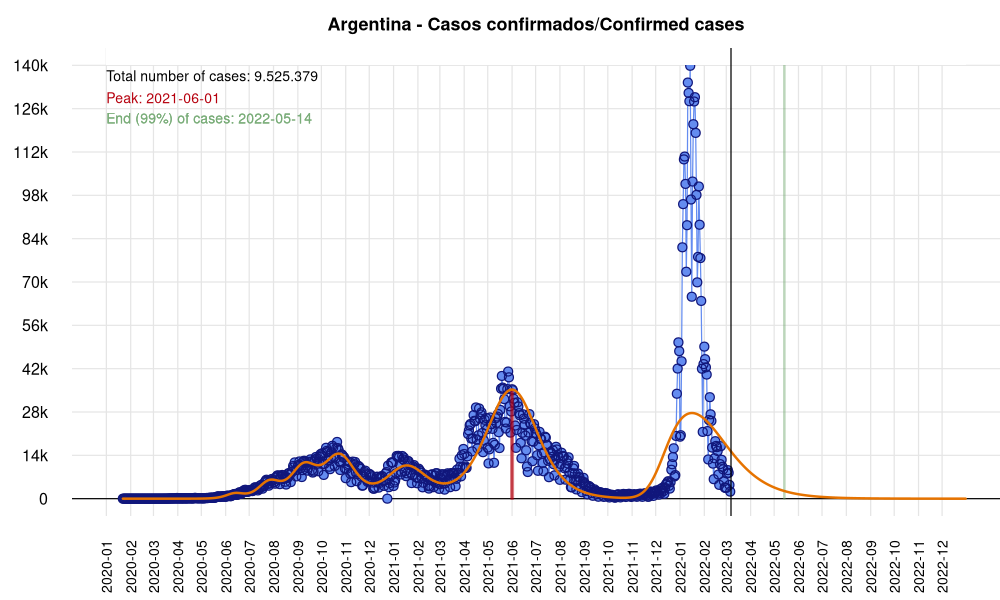 Argentina - Casos confirmados/Confirmed cases
Total number of cases: 9.525.379
Peak: 2021-06-01
End (99%) of cases: 2022-05-14
140k
126k
112k
98k
84k
70k
56k
42k
28k
14k
0
2020-01
2020-02
2020-03
2020-04
2020-05
2020-06
2020-07
2020-08
2020-09
2020-10
2020-11
2020-12
2021-01
2021-02
2021-03
2021-04
2021-05
2021-06
2021-07
2021-08
2021-09
2021-10
2021-11
2021-12
2022-01
2022-02
2022-03
2022-04
2022-05
2022-06
2022-07
2022-08
2022-09
2022-10
2022-11
2022-12